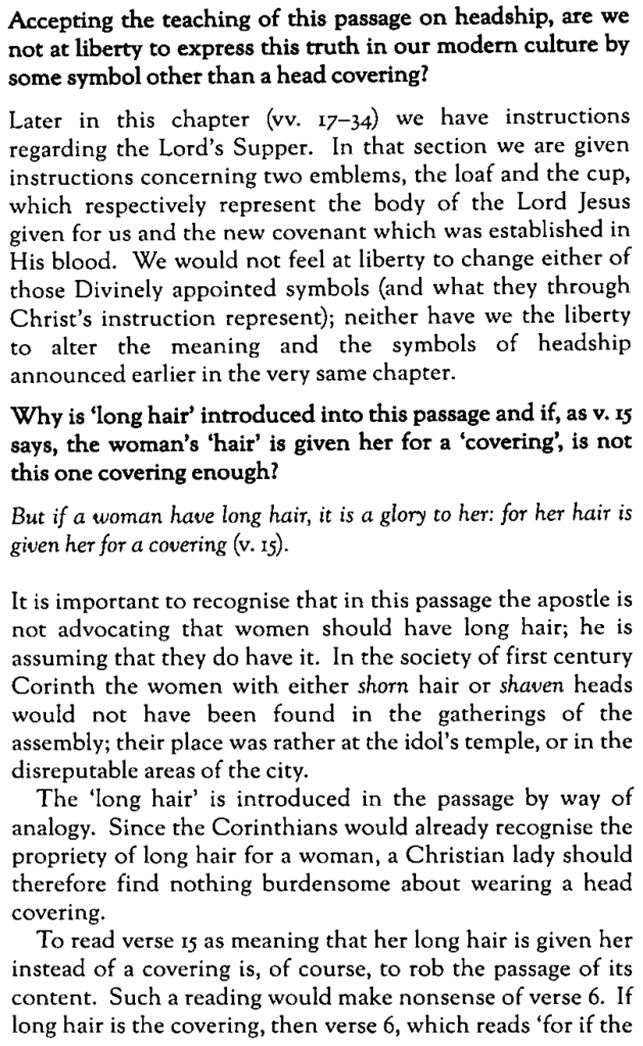 Accepting the teaching of this passage on headship, are we
not at liberty to express this truth in our modern culture by
some symbol other than a head covering?
Later in this chapter (vv. 17–34) we have instructions
regarding the Lord's Supper. In that section we are given
instructions concerning two emblems, the loaf and the cup,
which respectively represent the body of the Lord Jesus
given for us and the new covenant which was established in
His blood. We would not feel at liberty to change either of
those Divinely appointed symbols (and what they through
Christ's instruction represent); neither have we the liberty
to alter the meaning and the symbols of headship
announced earlier in the very same chapter.
Why is 'long hair' introduced into this passage and if, as v. 15
says, the woman's 'hair' is given her for a 'covering', is not
this one covering enough?
But if a woman have long hair, it is a glory to her: for her hair is
given her for a covering (v. 15).
It is important to recognise that in this passage the apostle is
not advocating that women should have long hair; he is
assuming that they do have it. In the society of first century
Corinth the women with either shorn hair or shaven heads
would not have been found in the gatherings of the
assembly; their place was rather at the idol's temple, or in the
disreputable areas of the city.
The 'long hair' is introduced in the passage by way of
analogy. Since the Corinthians would already recognise the
propriety of long hair for a woman, a Christian lady should
therefore find nothing burdensome about wearing a head
covering.
To read verse 15 as meaning that her long hair is given her
instead of a covering is, of course, to rob the passage of its
content. Such a reading would make nonsense of verse 6. If
long hair is the covering, then verse 6, which reads 'for if the